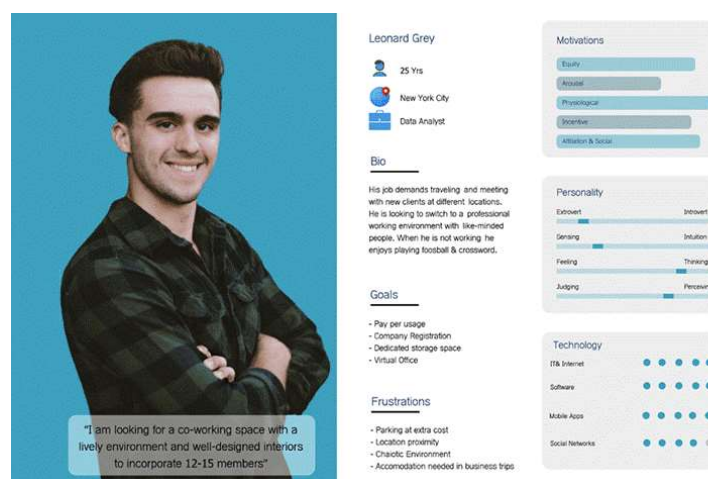 Leonard Grey
25 Yrs
New York City
Data Analyst
Bio
His job demands traveling and meeting
with new clients at different locations.
He is looking to switch to a professional
working environment with like-minded
people. When he is not working he
enjoys playing foosball & crossword.
Goals
- Pay per usage
- Company Registration
- Dedicated storage space
- Virtual Office
Frustrations
- Parking at extra cost
- Location proximity
- Chaiotic Environment
- Accomodation needed in business trips
"I am looking for a co-working space with a
lively environment and well-designed interiors
to incorporate 12-15 members"
Motivations
Equity
Arousel
Physiological
Incentive
Affiliation & Social
Personality
Extrovert Introvert
Sensing Intuition
Feeling Thinking
Judging Perceivin
Technology
IT& Internet
Software
Mobile Apps
Social Networks